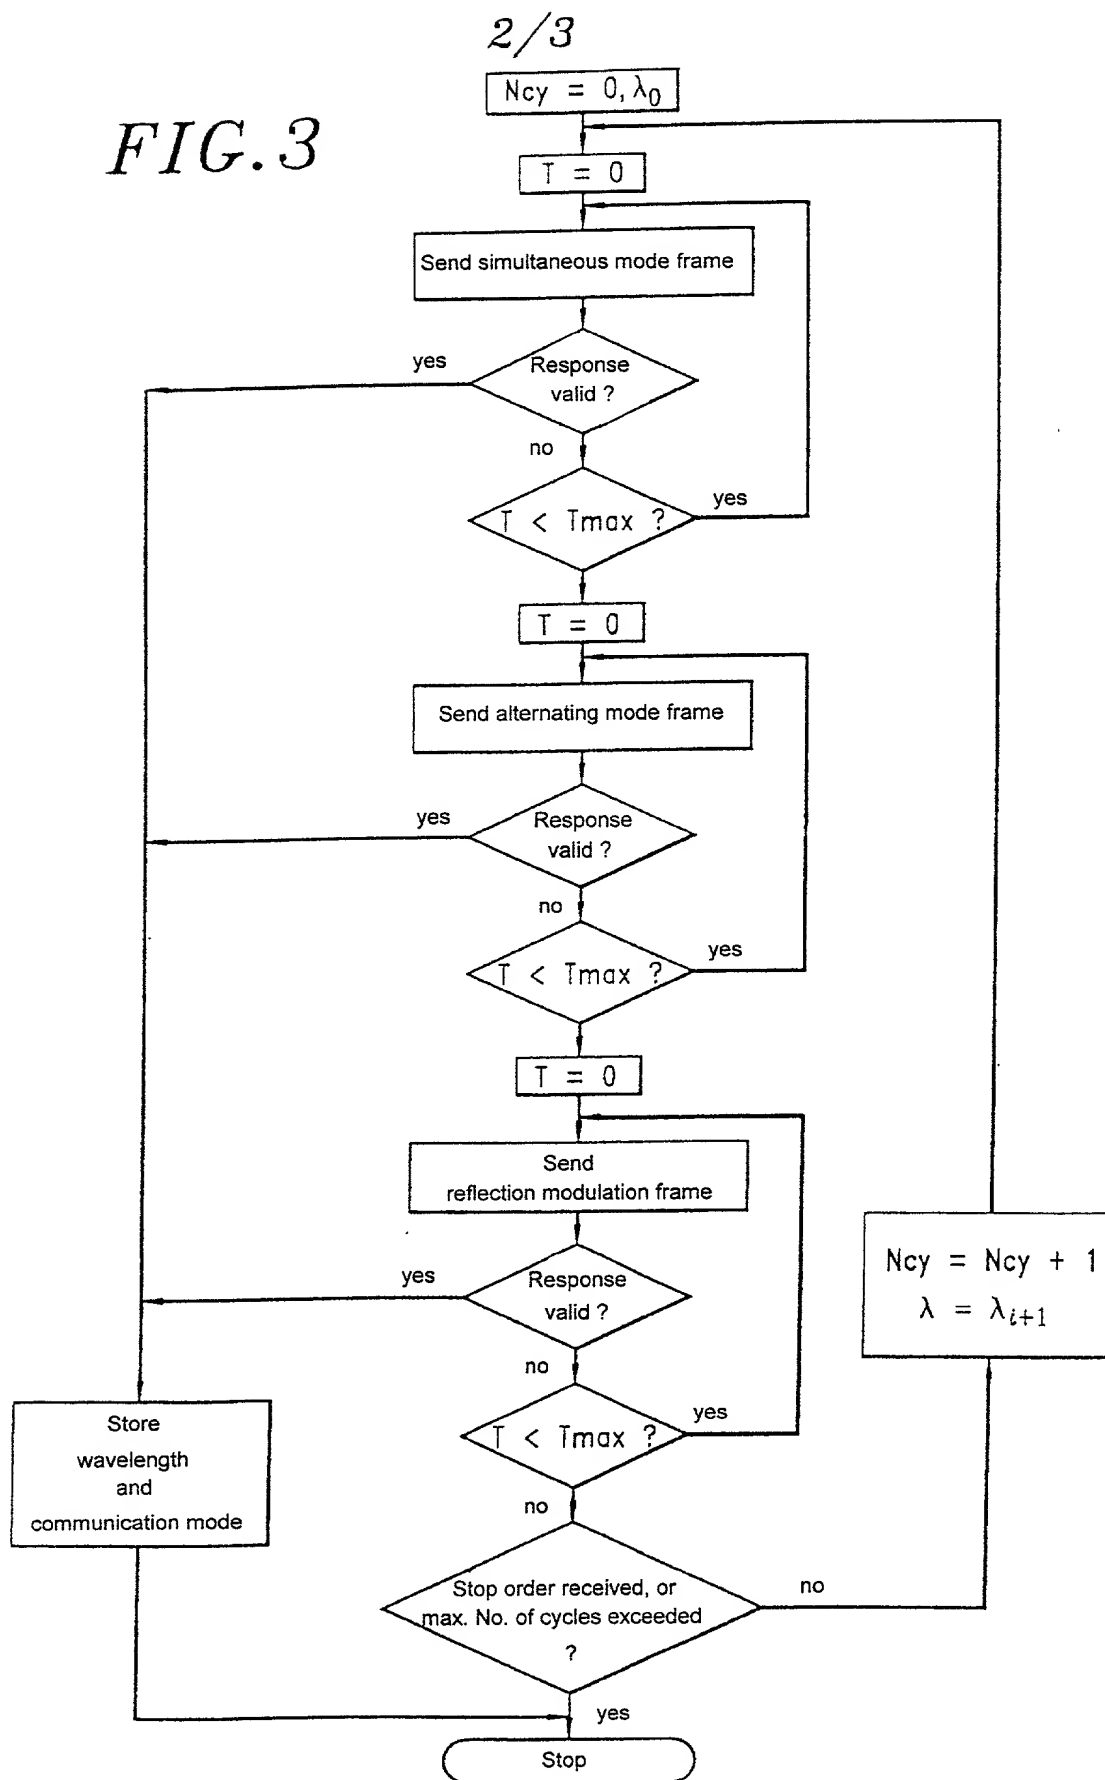 2/3
FIG. 3
Ncy = 0, λ0
T = 0
Send simultaneous mode frame
yes
Response
valid ?
no
T < Tmax ?
yes
T = 0
Send alternating mode frame
yes
Response
valid ?
no
T < Tmax ?
yes
T = 0
Send
reflection modulation frame
yes
Response
valid ?
no
T < Tmax ?
yes
no
Ncy = Ncy + 1
λ = λi+1
Store
wavelength
and
communication mode
Stop order received, or
max. No. of cycles exceeded
?
no
yes
Stop